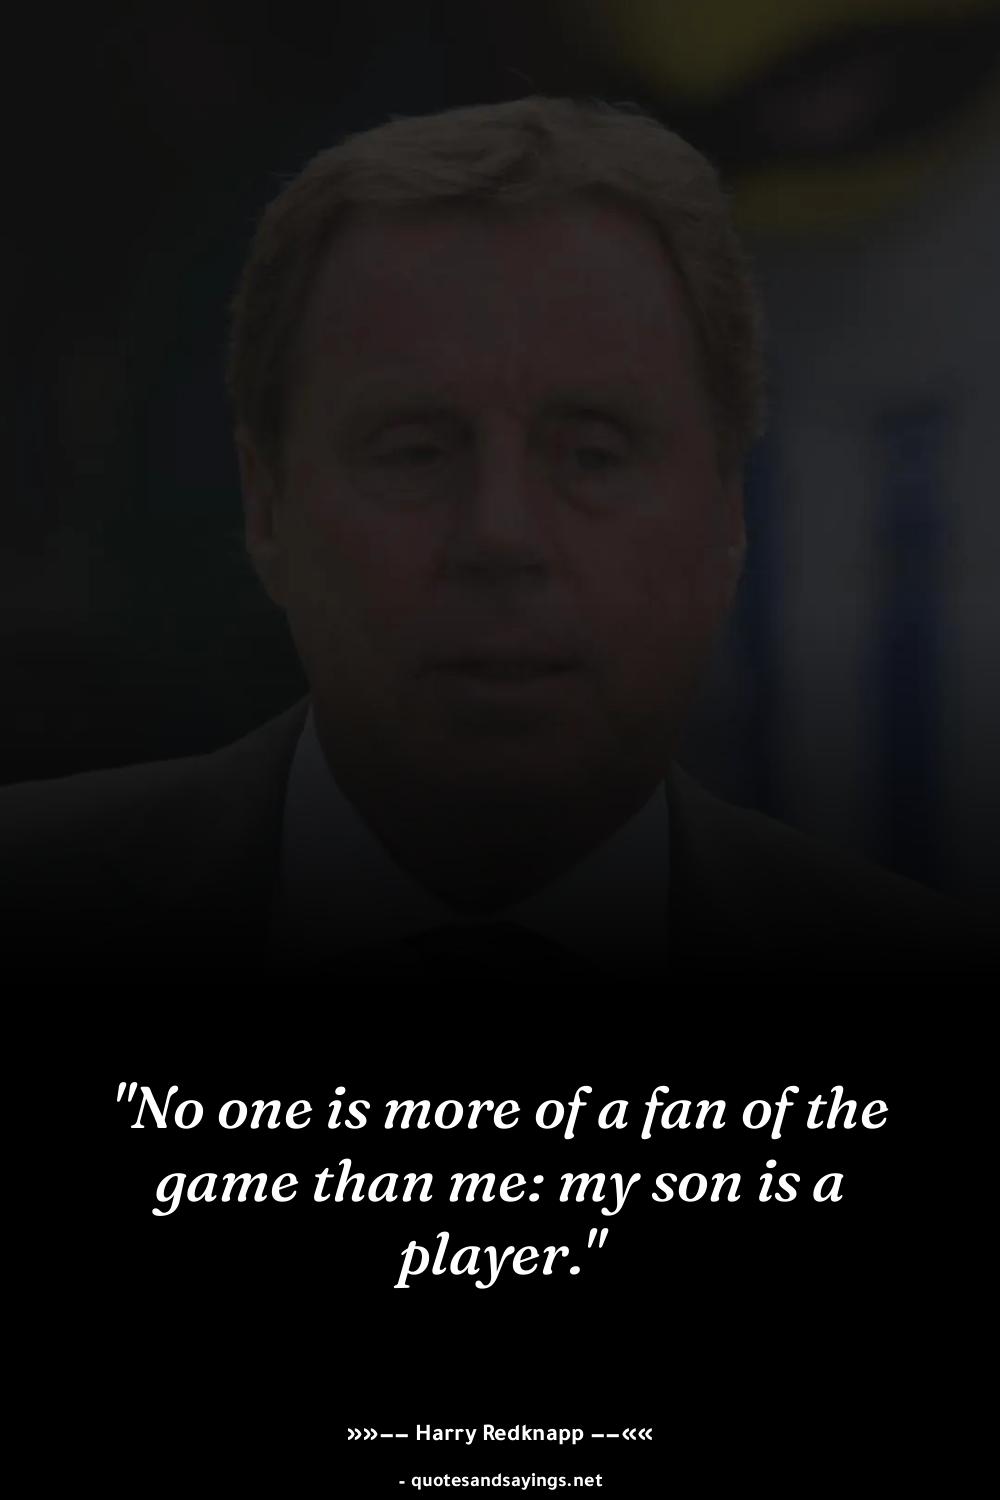 "No one is more of a fan of the
game than me: my son is a
player."
»»−− Harry Redknapp −−««
- quotesandsayings.net